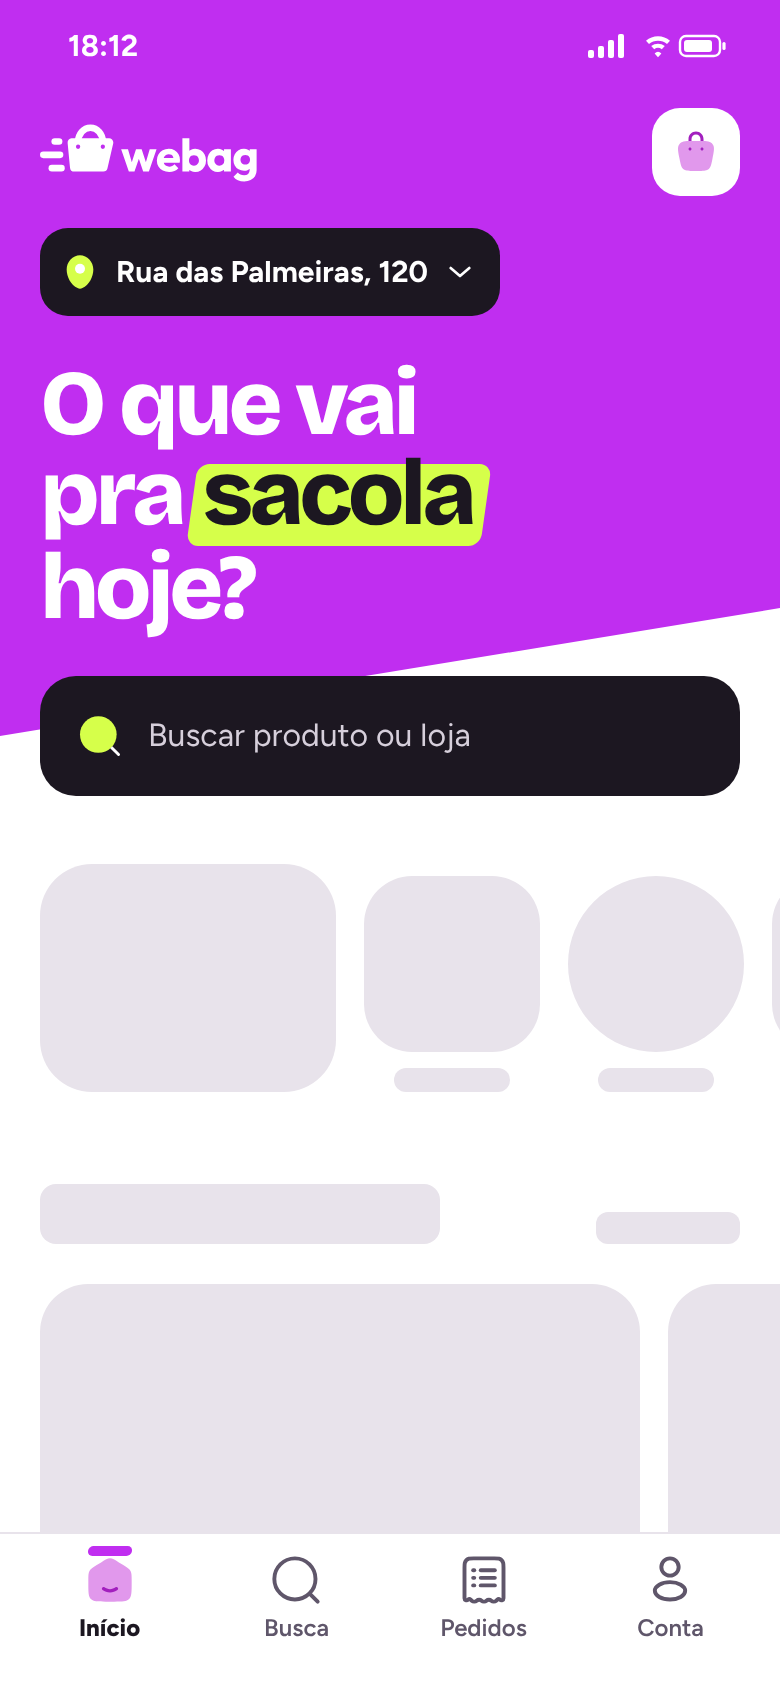 18:12
webag
Rua das Palmeiras, 120
O que vai
pra sacola
hoje?
Buscar produto ou loja
Início
Busca
Pedidos
Conta